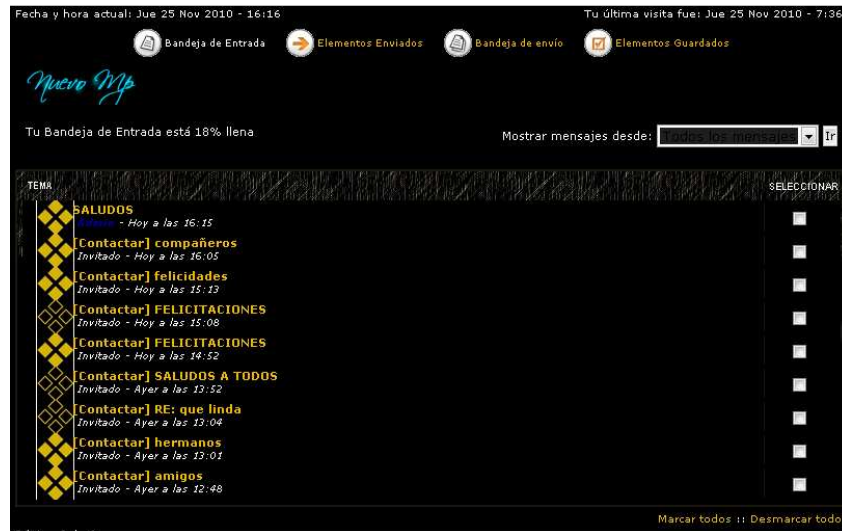 Fecha y hora actual: Jue 25 Nov 2010 - 16:16
Tu última visita fue: Jue 25 Nov 2010 - 7:36
Bandeja de Entrada Elementos Enviados Bandeja de envío Elementos Guardados
Nuevo Mp
Tu Bandeja de Entrada está 18% llena
Mostrar mensajes desde: Todos los mensajes Ir
TEMA SELECCIONAR
SALUDOS
Admin - Hoy a las 16:15
[Contactar] compañeros
Invitado - Hoy a las 16:05
[Contactar] felicidades
Invitado - Hoy a las 15:13
[Contactar] FELICITACIONES
Invitado - Hoy a las 15:08
[Contactar] FELICITACIONES
Invitado - Hoy a las 14:52
[Contactar] SALUDOS A TODOS
Invitado - Ayer a las 13:52
[Contactar] RE: que linda
Invitado - Ayer a las 13:04
[Contactar] hermanos
Invitado - Ayer a las 13:01
[Contactar] amigos
Invitado - Ayer a las 12:48
Marcar todos :: Desmarcar todo